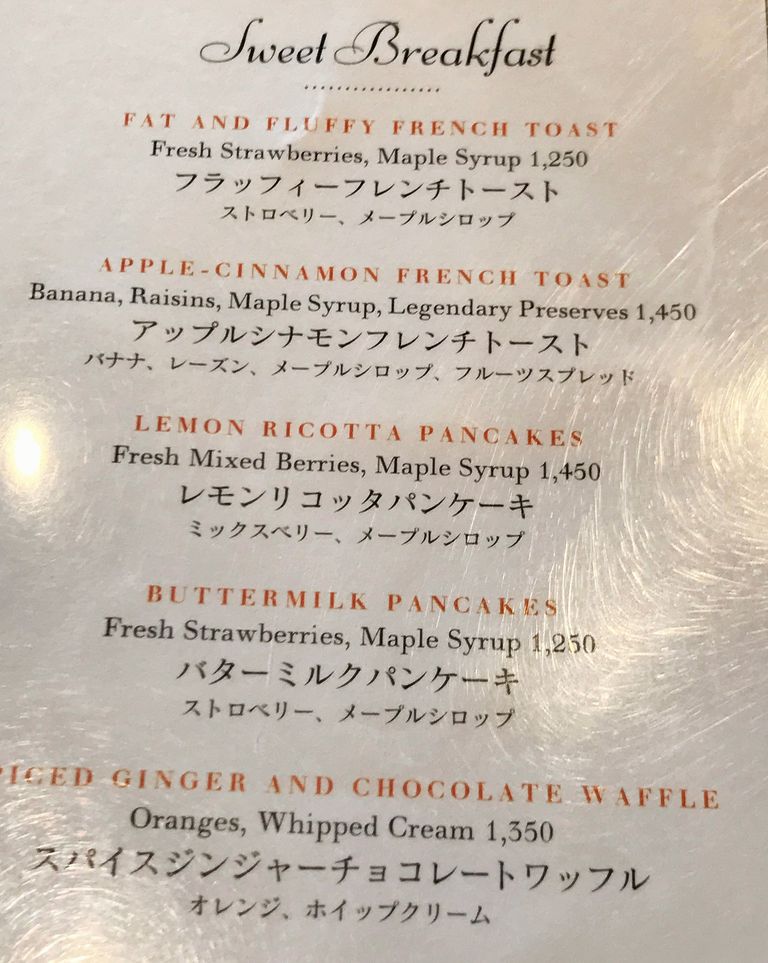 Sweet Breakfast
FAT AND FLUFFY FRENCH TOAST
Fresh Strawberries, Maple Syrup 1,250
フラッフィーフレンチトースト
ストロベリー、メープルシロップ
APPLE-CINNAMON FRENCH TOAST
Banana, Raisins, Maple Syrup, Legendary Preserves 1,450
アップルシナモンフレンチトースト
バナナ、レーズン、メープルシロップ、フルーツスプレッド
LEMON RICOTTA PANCAKES
Fresh Mixed Berries, Maple Syrup 1,450
レモンリコッタパンケーキ
ミックスベリー、メープルシロップ
BUTTERMILK PANCAKES
Fresh Strawberries, Maple Syrup 1,250
バターミルクパンケーキ
ストロベリー、メープルシロップ
PICED GINGER AND CHOCOLATE WAFFLE
Oranges, Whipped Cream 1,350
スパイスジンジャーチョコレートワッフル
オレンジ、ホイップクリーム